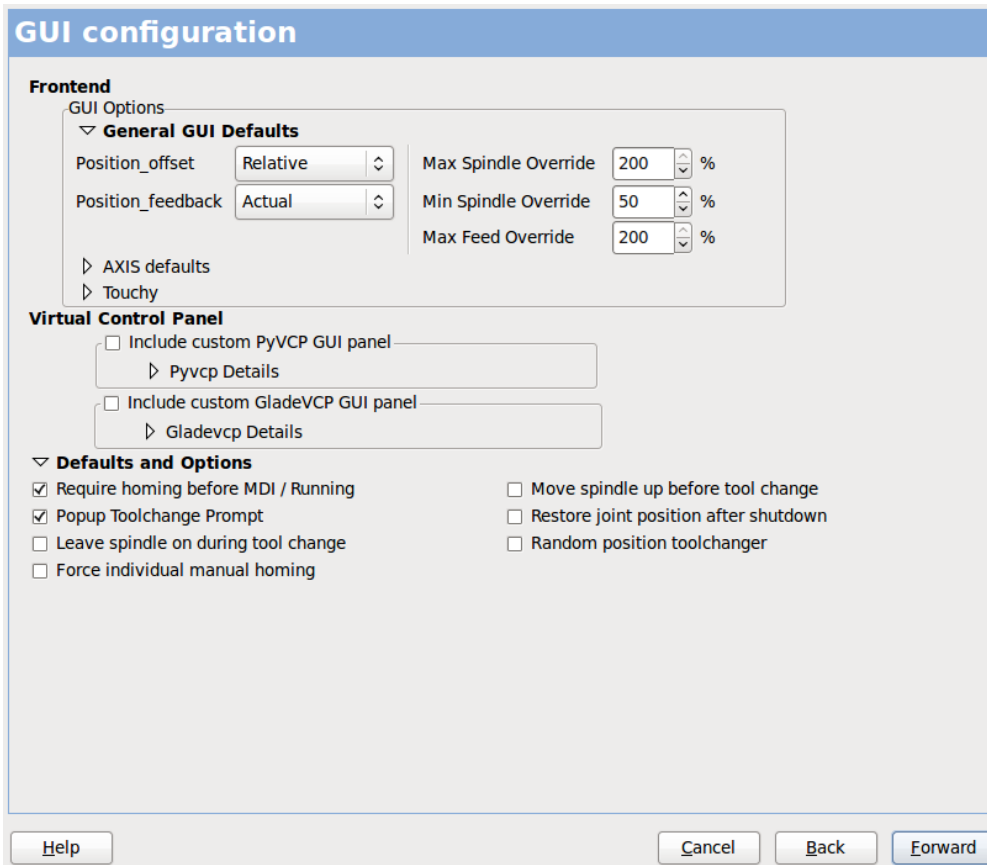 GUI configuration
Frontend
GUI Options
General GUI Defaults
Position_offset Relative Max Spindle Override 200 %
Position_feedback Actual Min Spindle Override 50 %
Max Feed Override 200 %
AXIS defaults
Touchy
Virtual Control Panel
Include custom PyVCP GUI panel
Pyvcp Details
Include custom GladeVCP GUI panel
Gladevcp Details
Defaults and Options
Require homing before MDI / Running Move spindle up before tool change
Popup Toolchange Prompt Restore joint position after shutdown
Leave spindle on during tool change Random position toolchanger
Force individual manual homing
Help Cancel Back Forward